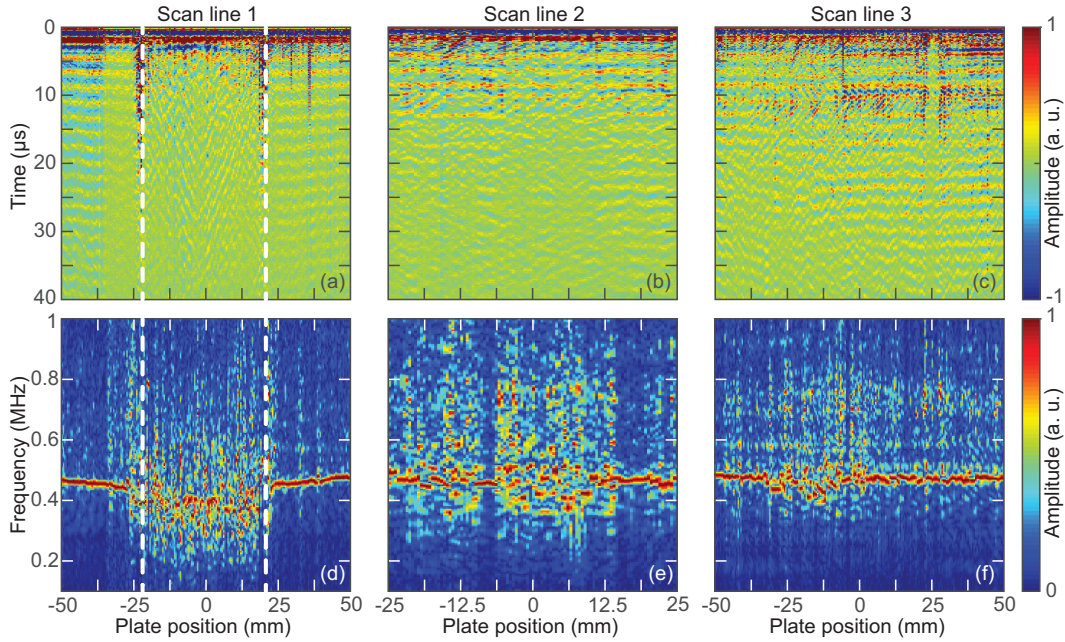 Scan line 1
Scan line 2
Scan line 3
0
10
20
30
40
Time (μs)
(a)
(b)
(c)
1
-1
Amplitude (a. u.)
1
0.8
0.6
0.4
0.2
Frequency (MHz)
(d)
(e)
(f)
1
0
Amplitude (a. u.)
-50 -25 0 25 50
-25 -12.5 0 12.5 25
-50 -25 0 25 50
Plate position (mm)
Plate position (mm)
Plate position (mm)